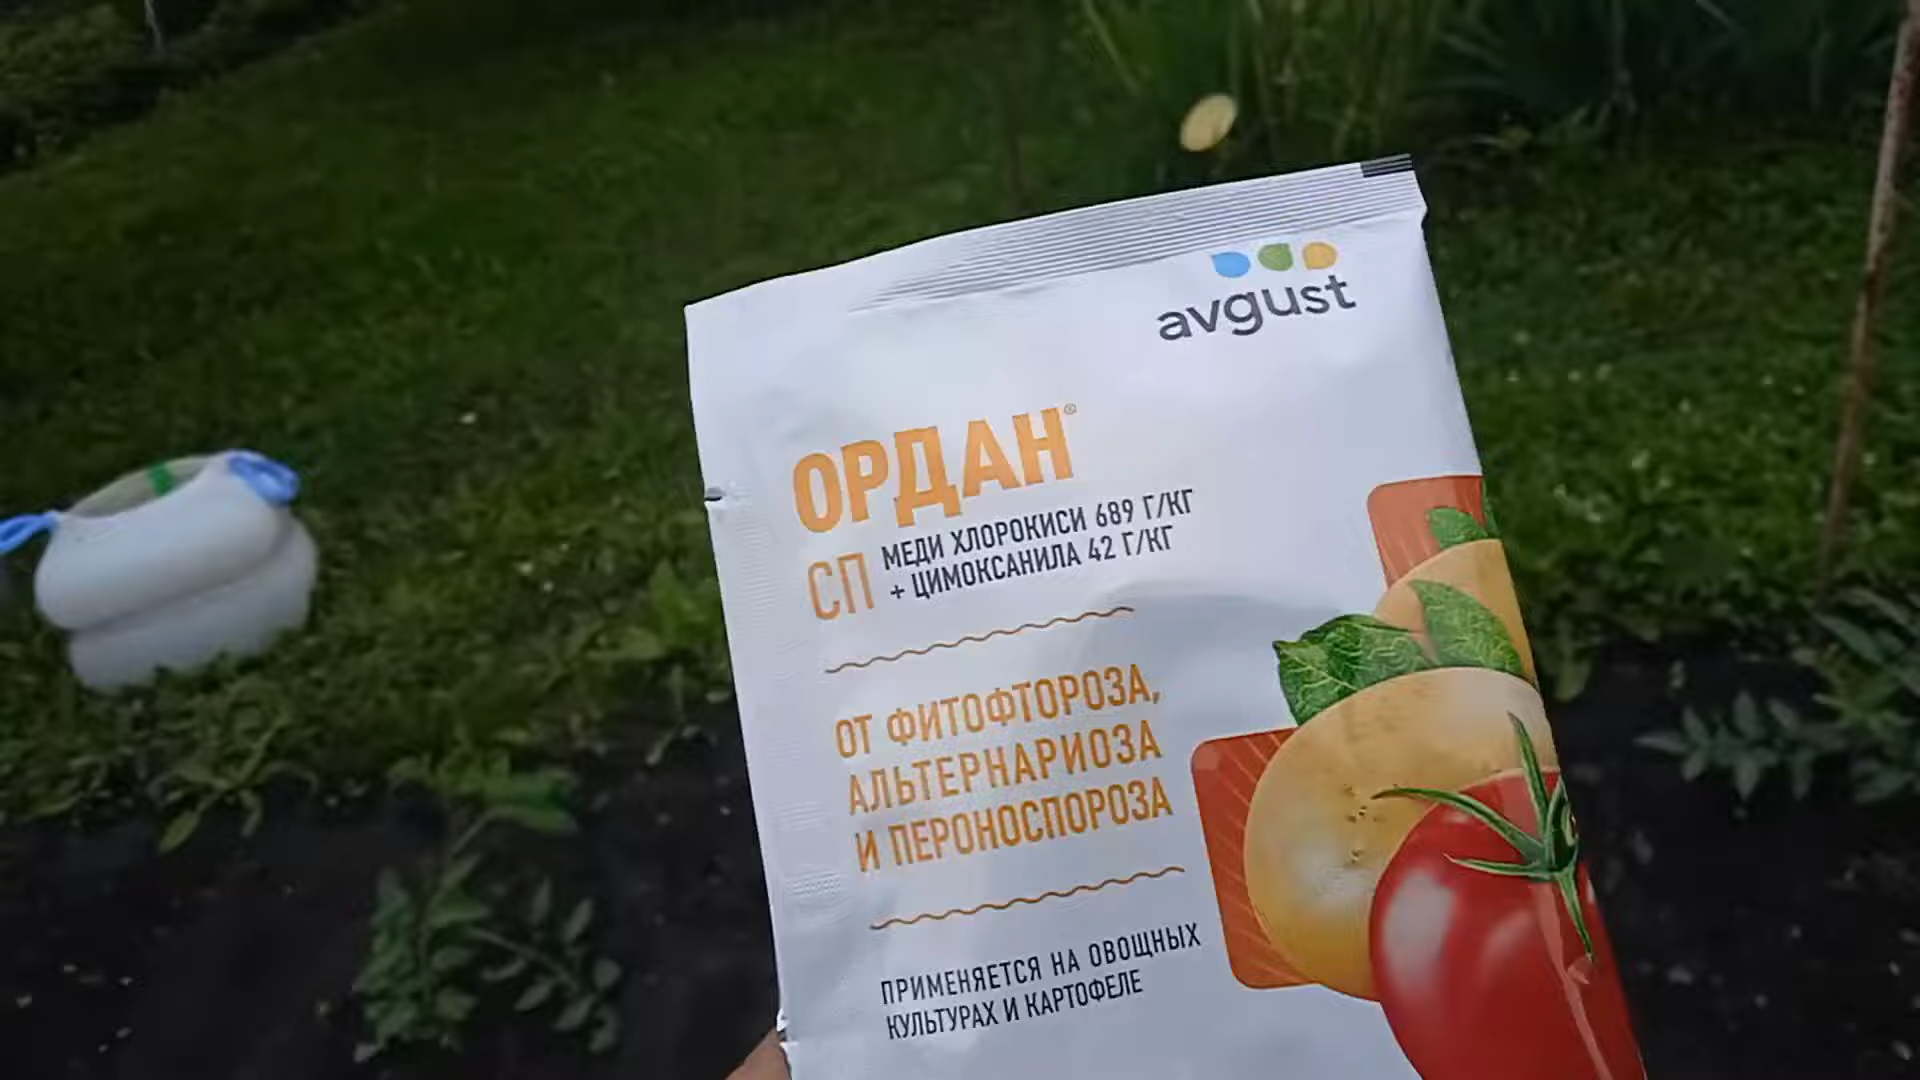 avgust
ОРДАН®
СП
МЕДИ ХЛОРОКИСИ 689 Г/КГ
+ ЦИМОКСАНИЛА 42 Г/КГ
ОТ ФИТОФТОРОЗА,
АЛЬТЕРНАРИОЗА
И ПЕРОНОСПОРОЗА
ПРИМЕНЯЕТСЯ НА ОВОЩНЫХ
КУЛЬТУРАХ И КАРТОФЕЛЕ